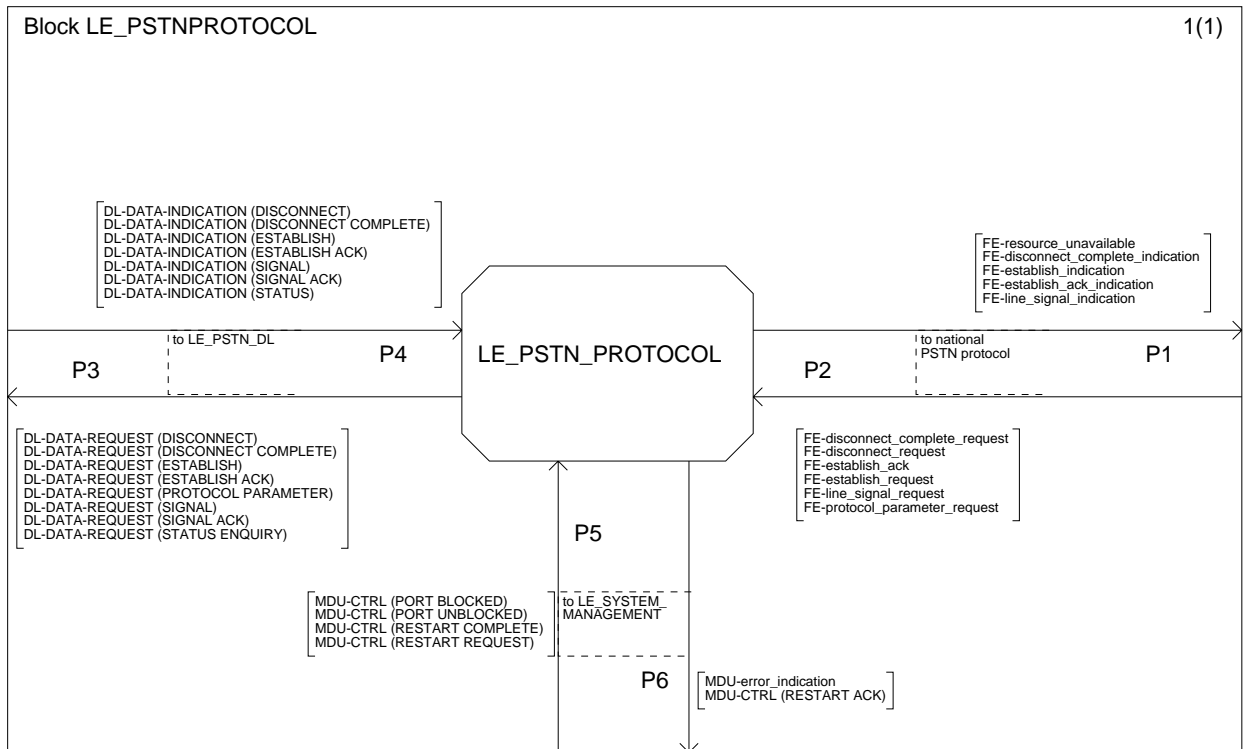 Block LE_PSTNPROTOCOL
1(1)
DL-DATA-INDICATION (DISCONNECT)
DL-DATA-INDICATION (DISCONNECT COMPLETE)
DL-DATA-INDICATION (ESTABLISH)
DL-DATA-INDICATION (ESTABLISH ACK)
DL-DATA-INDICATION (SIGNAL)
DL-DATA-INDICATION (SIGNAL ACK)
DL-DATA-INDICATION (STATUS)
FE-resource_unavailable
FE-disconnect_complete_indication
FE-establish_indication
FE-establish_ack_indication
FE-line_signal_indication
to LE_PSTN_DL
P3
P4
LE_PSTN_PROTOCOL
P2
to national
PSTN protocol
P1
DL-DATA-REQUEST (DISCONNECT)
DL-DATA-REQUEST (DISCONNECT COMPLETE)
DL-DATA-REQUEST (ESTABLISH)
DL-DATA-REQUEST (ESTABLISH ACK)
DL-DATA-REQUEST (PROTOCOL PARAMETER)
DL-DATA-REQUEST (SIGNAL)
DL-DATA-REQUEST (SIGNAL ACK)
DL-DATA-REQUEST (STATUS ENQUIRY)
FE-disconnect_complete_request
FE-disconnect_request
FE-establish_ack
FE-establish_request
FE-line_signal_request
FE-protocol_parameter_request
P5
MDU-CTRL (PORT BLOCKED)
MDU-CTRL (PORT UNBLOCKED)
MDU-CTRL (RESTART COMPLETE)
MDU-CTRL (RESTART REQUEST)
to LE_SYSTEM_
MANAGEMENT
P6
MDU-error_indication
MDU-CTRL (RESTART ACK)